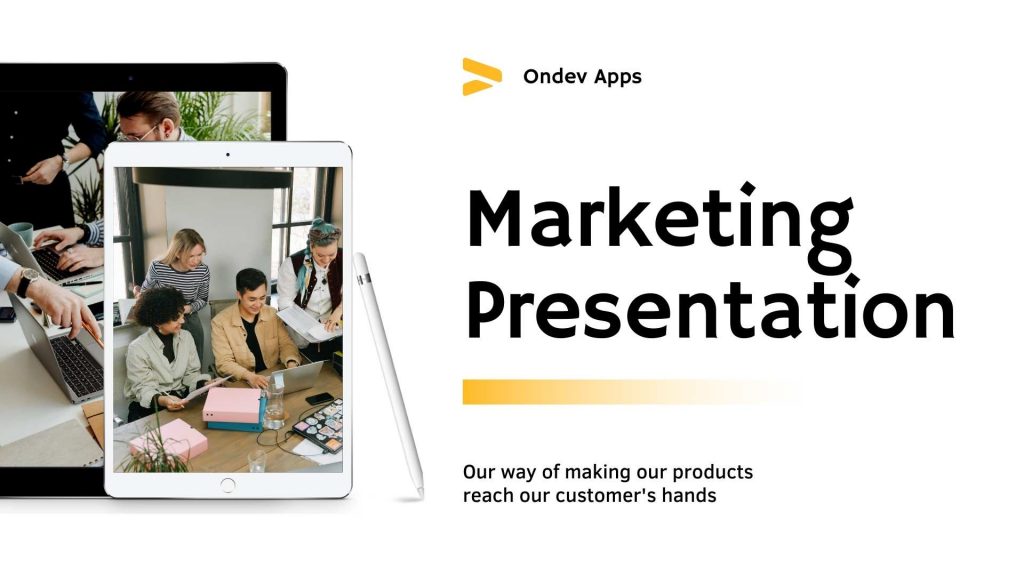 Ondev Apps
Marketing
Presentation
Our way of making our products
reach our customer's hands